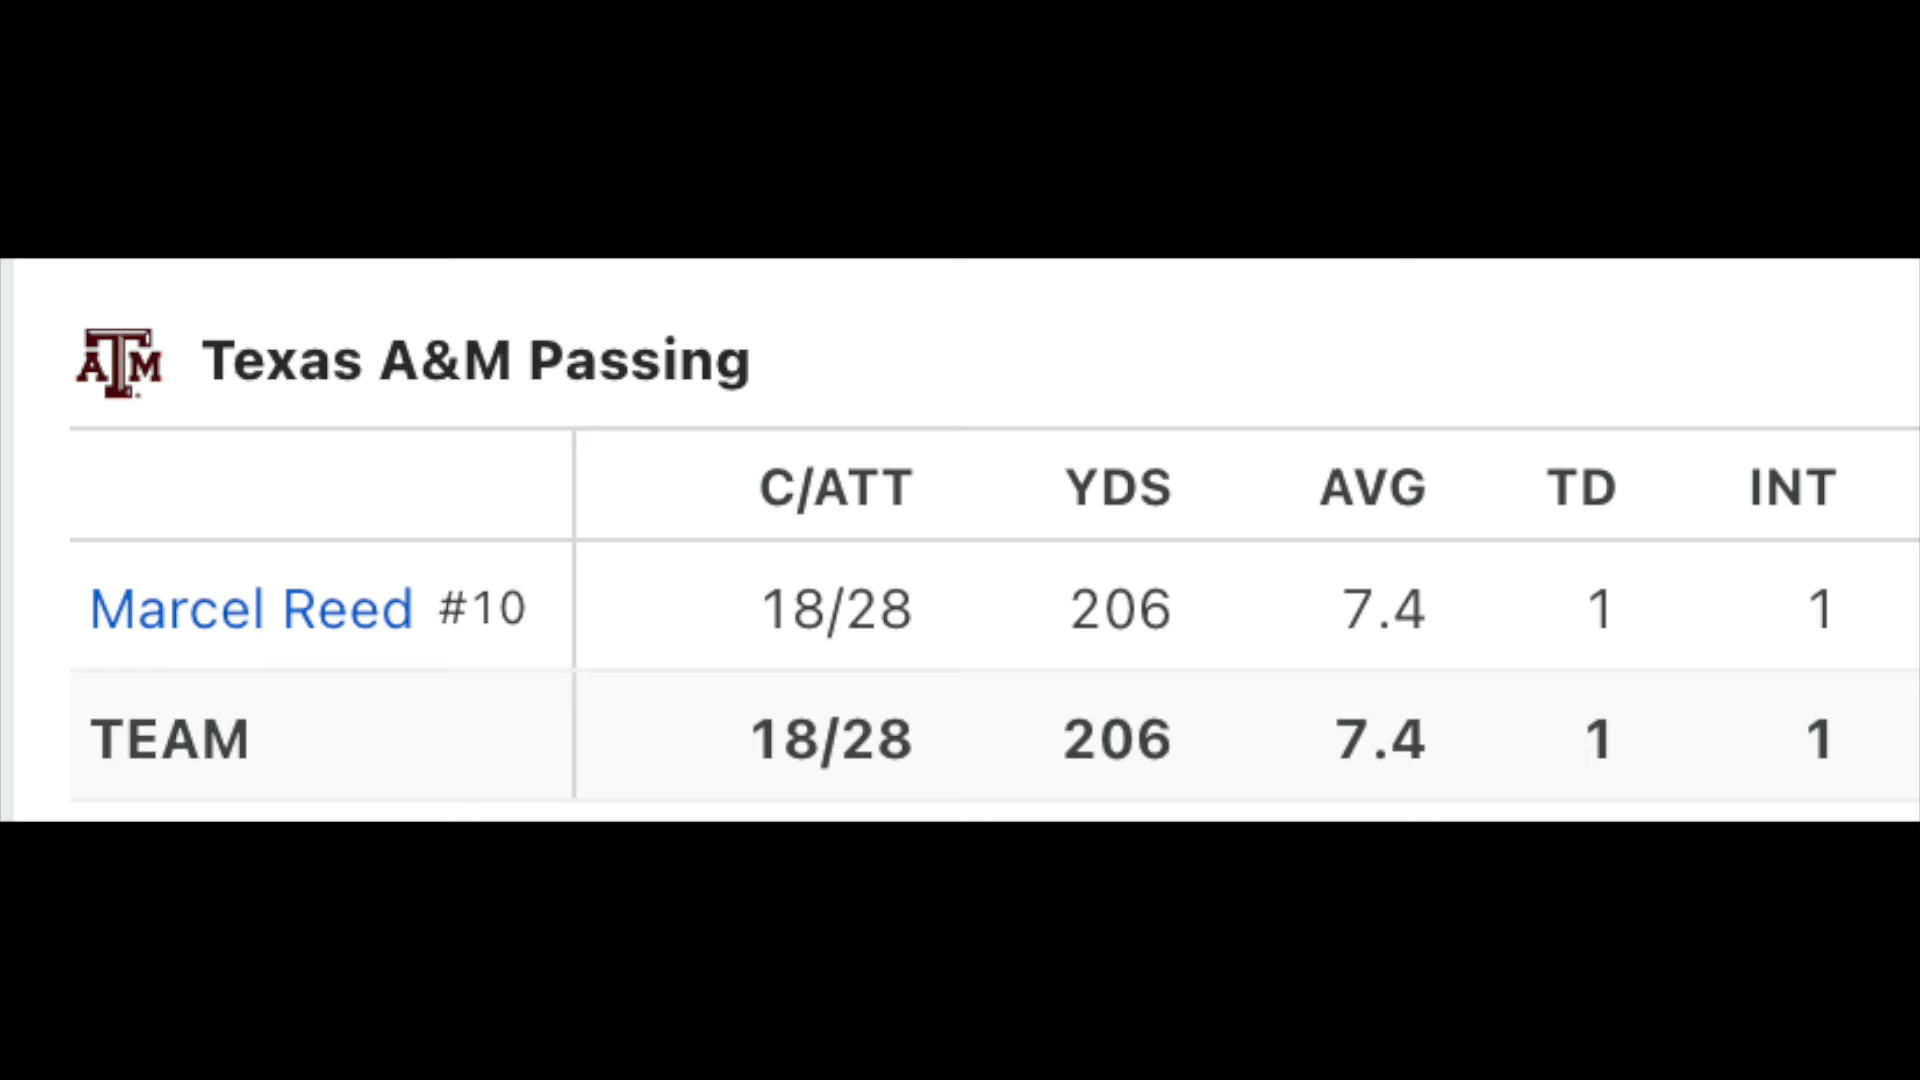 ATM Texas A&M Passing
C/ATT YDS AVG TD INT
Marcel Reed #10 18/28 206 7.4 1 1
TEAM 18/28 206 7.4 1 1